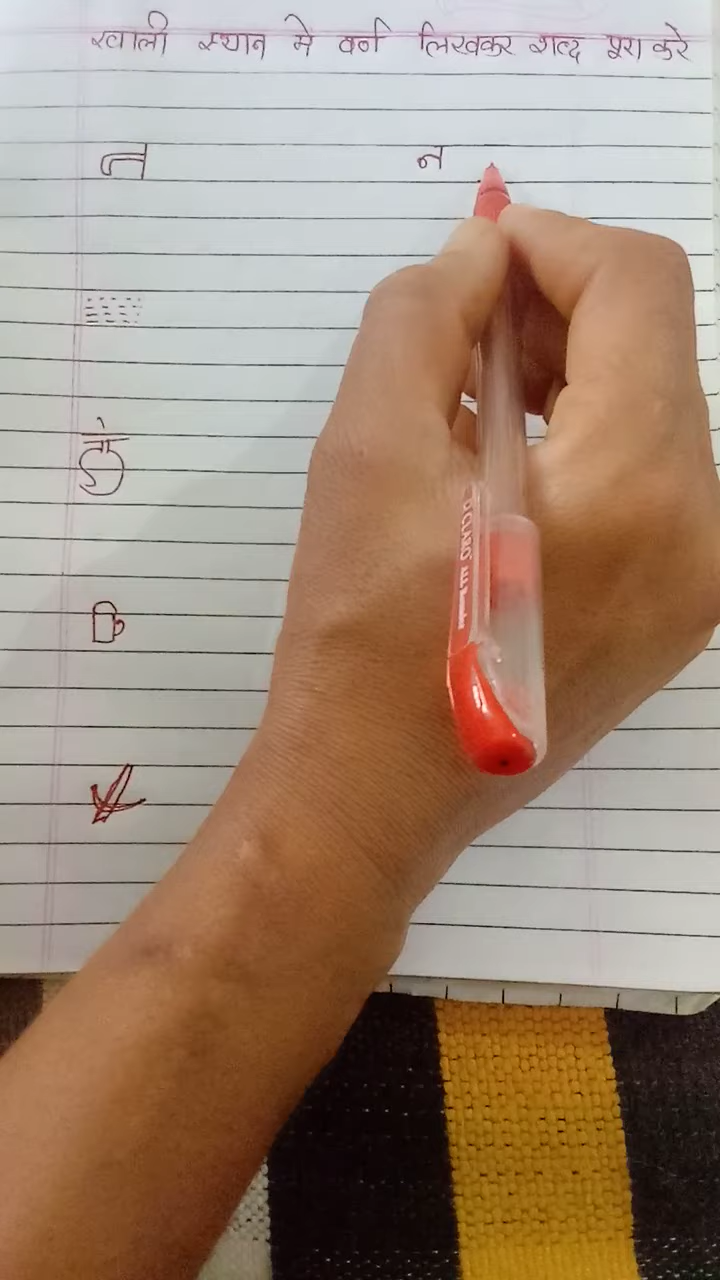 खाली स्थान मे वर्ण लिखकर शब्द पूरा करे
न